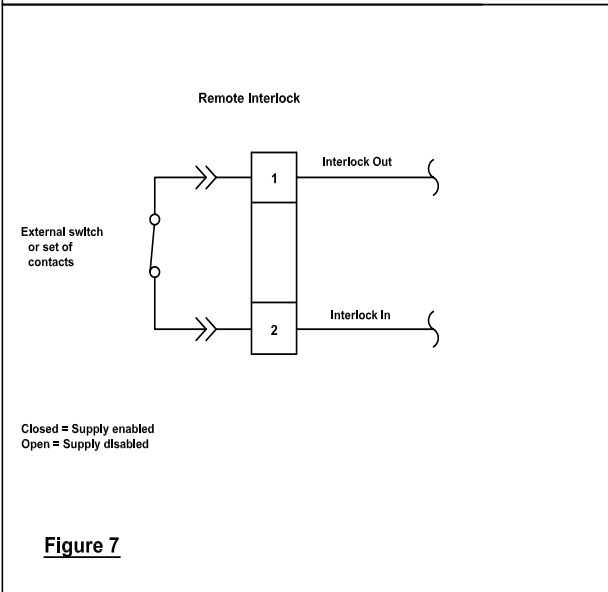 Remote Interlock
1
Interlock Out
External switch
or set of
contacts
2
Interlock In
Closed = Supply enabled
Open = Supply disabled
Figure 7